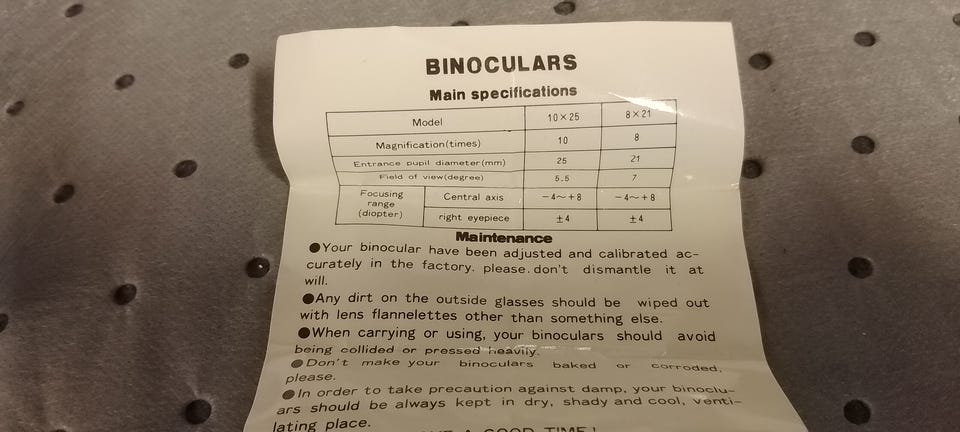 BINOCULARS
Main specifications
Model 10×25 8×21
Magnification(times) 10 8
Entrance pupil diameter(mm) 25 21
Field of view(degree) 5.5 7
Focusing range (diopter) Central axis −4~+8 −4~+8
right eyepiece ±4 ±4
Maintenance
●Your binocular have been adjusted and calibrated ac-
curately in the factory. please.don't dismantle it at
will.
●Any dirt on the outside glasses should be wiped out
with lens flannelettes other than something else.
●When carrying or using, your binoculars should avoid
being collided or pressed heavily.
●Don't make your binoculars baked or corroded,
please.
●In order to take precaution against damp, your binoclu-
ars should be always kept in dry, shady and cool, venti-
lating place.
A GOOD TIME!